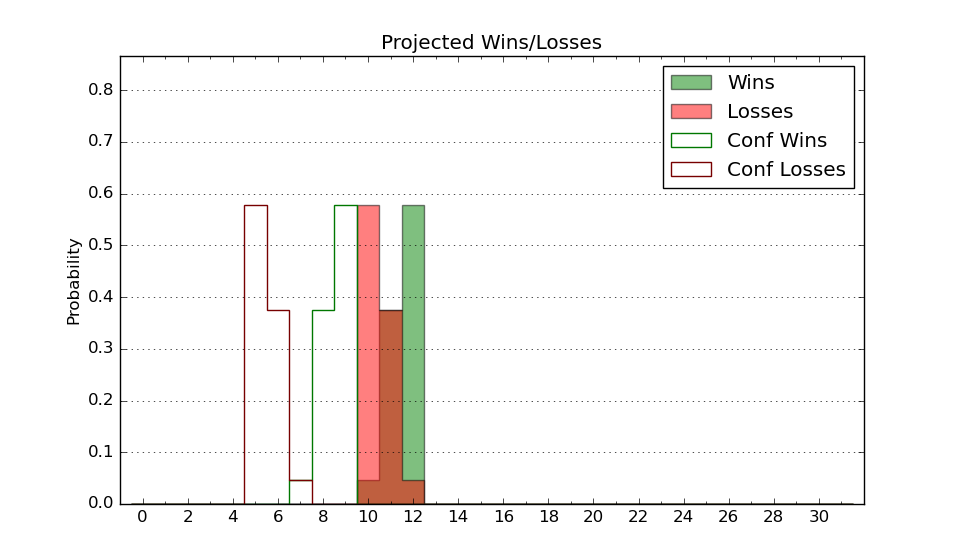 Projected Wins/Losses
Wins
Losses
Conf Wins
Conf Losses
Probability
0.8
0.7
0.6
0.5
0.4
0.3
0.2
0.1
0.0
0 2 4 6 8 10 12 14 16 18 20 22 24 26 28 30